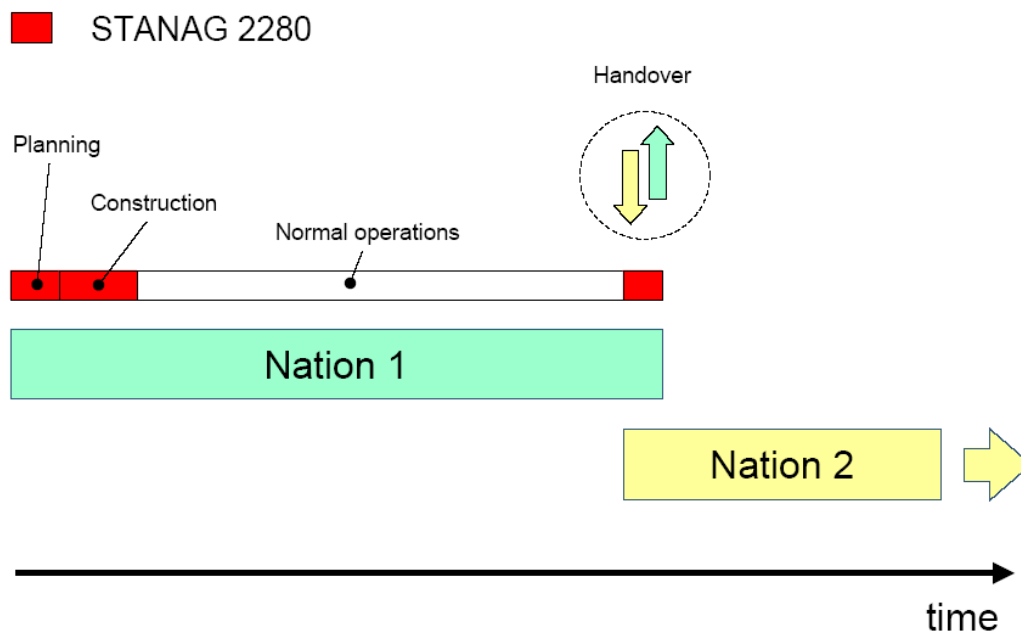 STANAG 2280
Handover
Planning
Construction
Normal operations
Nation 1
Nation 2
time